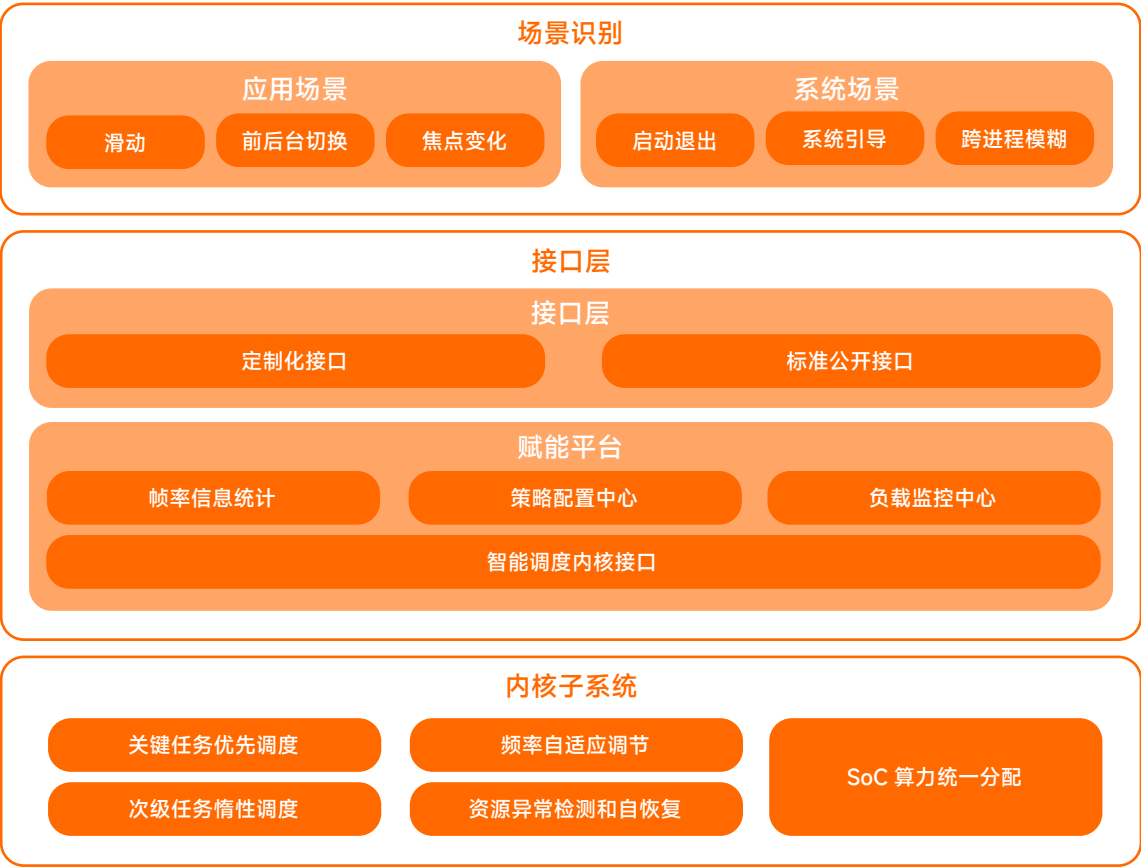 场景识别
应用场景
滑动
前后台切换
焦点变化
系统场景
启动退出
系统引导
跨进程模糊
接口层
接口层
定制化接口
标准公开接口
赋能平台
帧率信息统计
策略配置中心
负载监控中心
智能调度内核接口
内核子系统
关键任务优先调度
频率自适应调节
SoC 算力统一分配
次级任务惰性调度
资源异常检测和自恢复